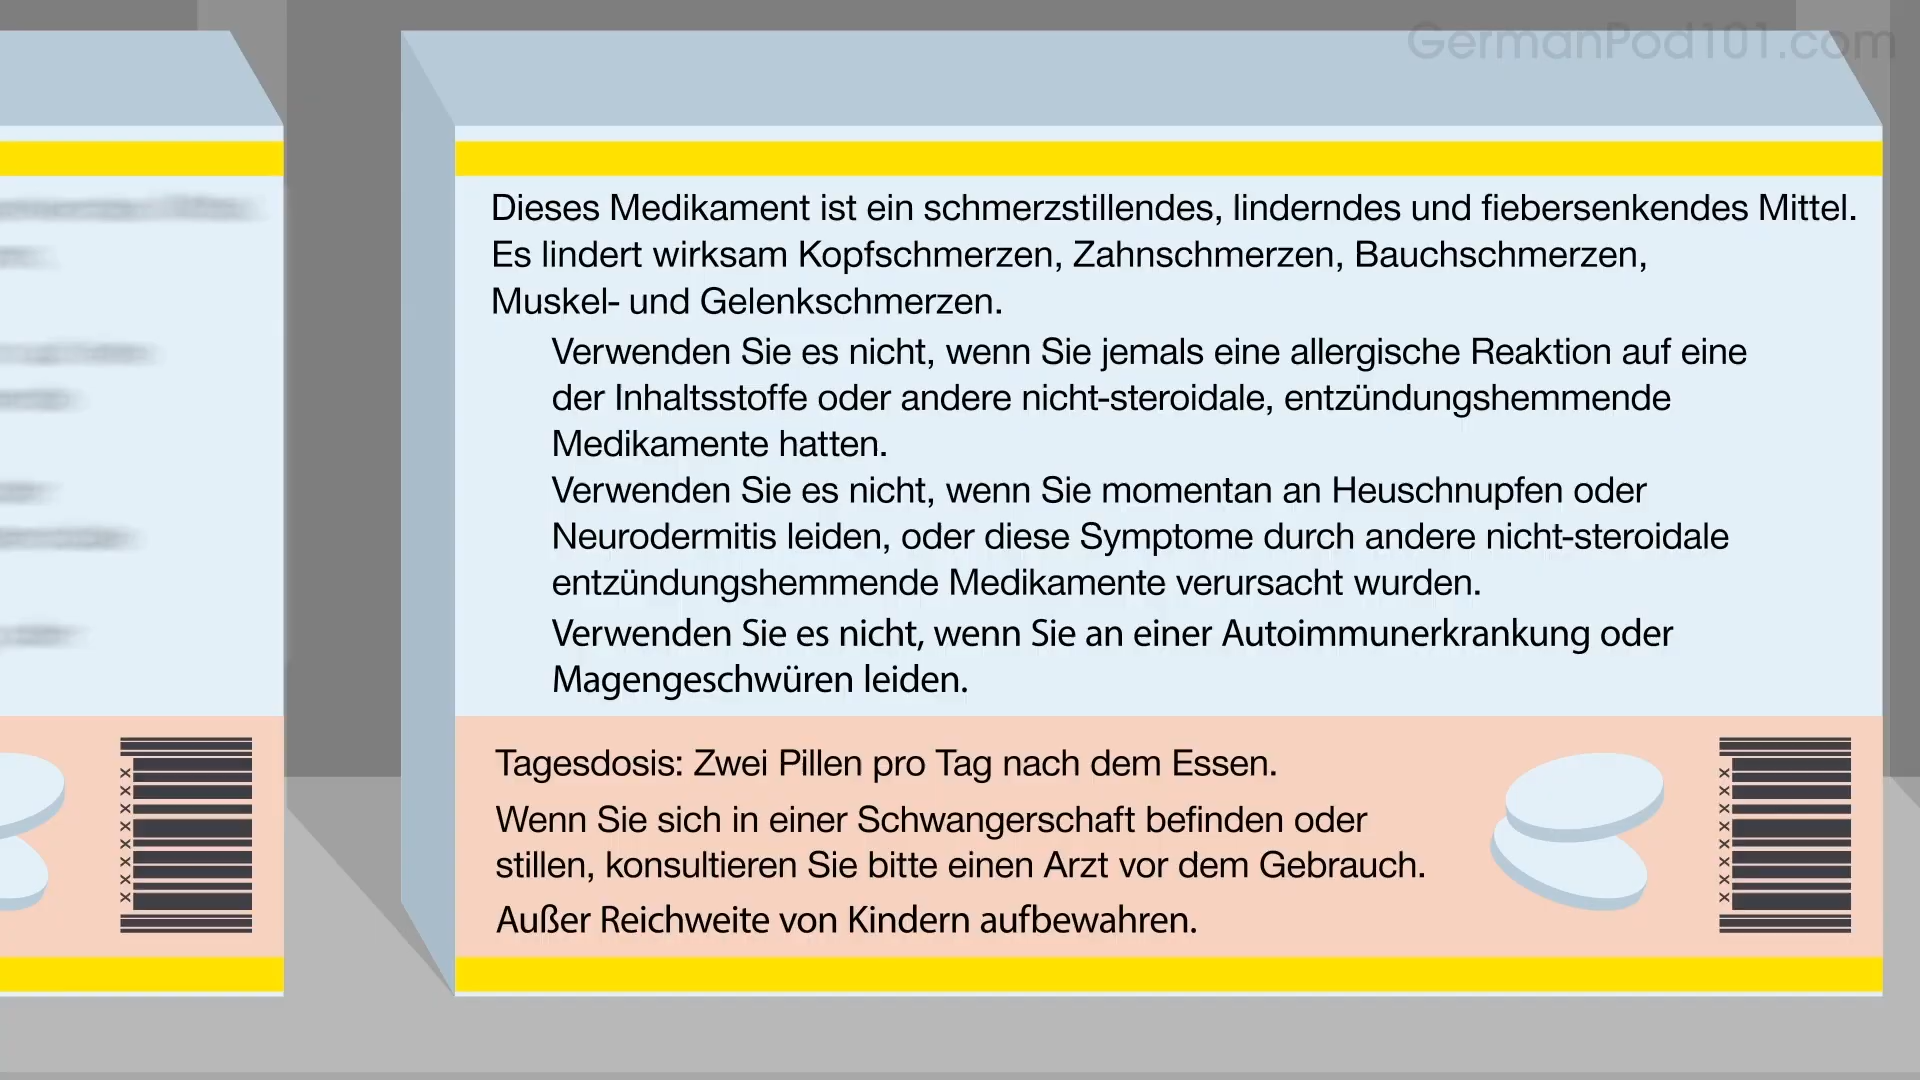 GermanPod101.com
Dieses Medikament ist ein schmerzstillendes, linderndes und fiebersenkendes Mittel.
Es lindert wirksam Kopfschmerzen, Zahnschmerzen, Bauchschmerzen,
Muskel- und Gelenkschmerzen.
Verwenden Sie es nicht, wenn Sie jemals eine allergische Reaktion auf eine
der Inhaltsstoffe oder andere nicht-steroidale, entzündungshemmende
Medikamente hatten.
Verwenden Sie es nicht, wenn Sie momentan an Heuschnupfen oder
Neurodermitis leiden, oder diese Symptome durch andere nicht-steroidale
entzündungshemmende Medikamente verursacht wurden.
Verwenden Sie es nicht, wenn Sie an einer Autoimmunerkrankung oder
Magengeschwüren leiden.
Tagesdosis: Zwei Pillen pro Tag nach dem Essen.
Wenn Sie sich in einer Schwangerschaft befinden oder
stillen, konsultieren Sie bitte einen Arzt vor dem Gebrauch.
Außer Reichweite von Kindern aufbewahren.
xxxxxxxx
xxxxxxxx